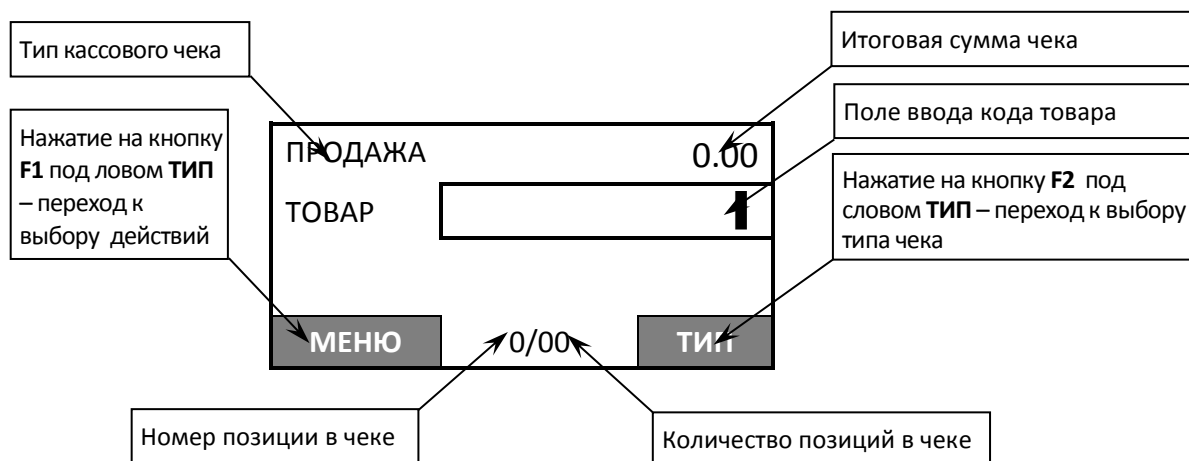 Тип кассового чека
Итоговая сумма чека
Поле ввода кода товара
Нажатие на кнопку
F1 под ловом ТИП
– переход к
выбору действий
ПРОДАЖА 0.00
ТОВАР
Нажатие на кнопку F2 под
словом ТИП – переход к выбору
типа чека
МЕНЮ 0/00 ТИП
Номер позиции в чеке
Количество позиций в чеке